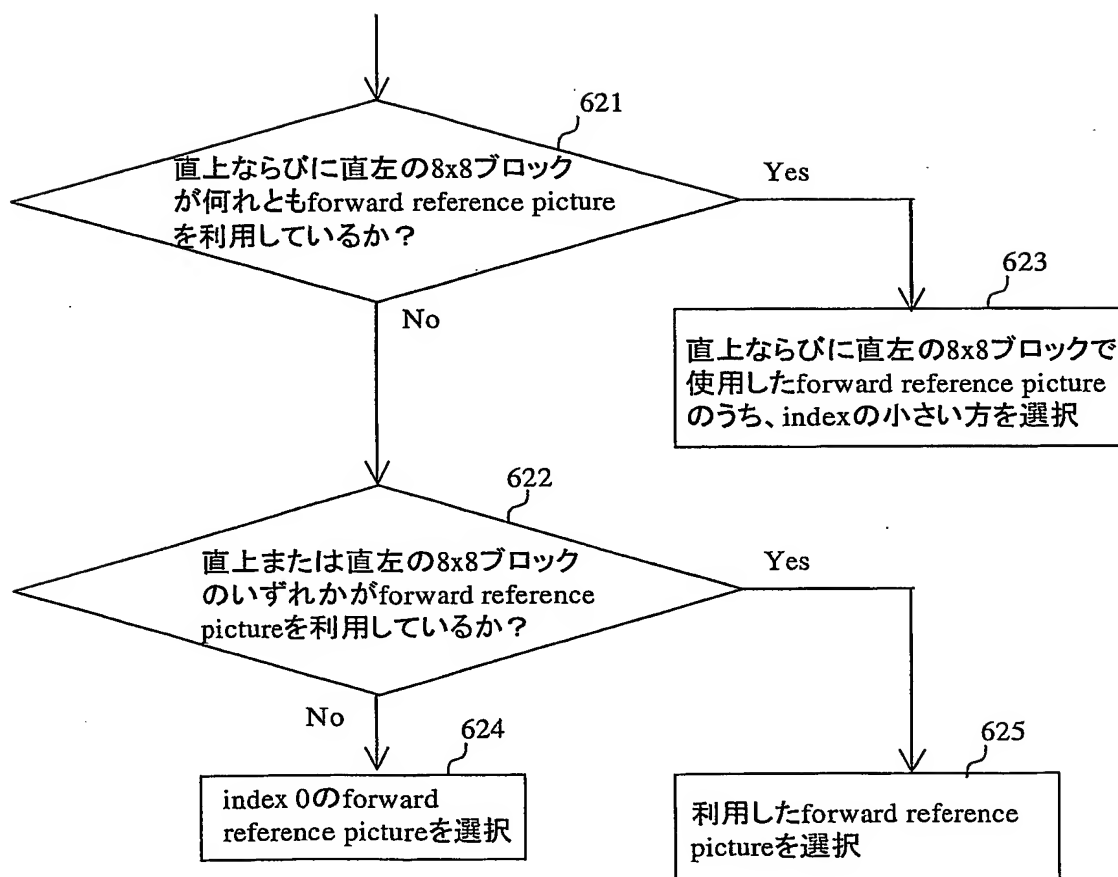 621
直上ならびに直左の8x8ブロック
が何れともforward reference picture
を利用しているか？
Yes
No
623
直上ならびに直左の8x8ブロックで
使用したforward reference picture
のうち、indexの小さい方を選択
622
直上または直左の8x8ブロック
のいずれかがforward reference
pictureを利用しているか？
Yes
No
624
index 0のforward
reference pictureを選択
625
利用したforward reference
pictureを選択